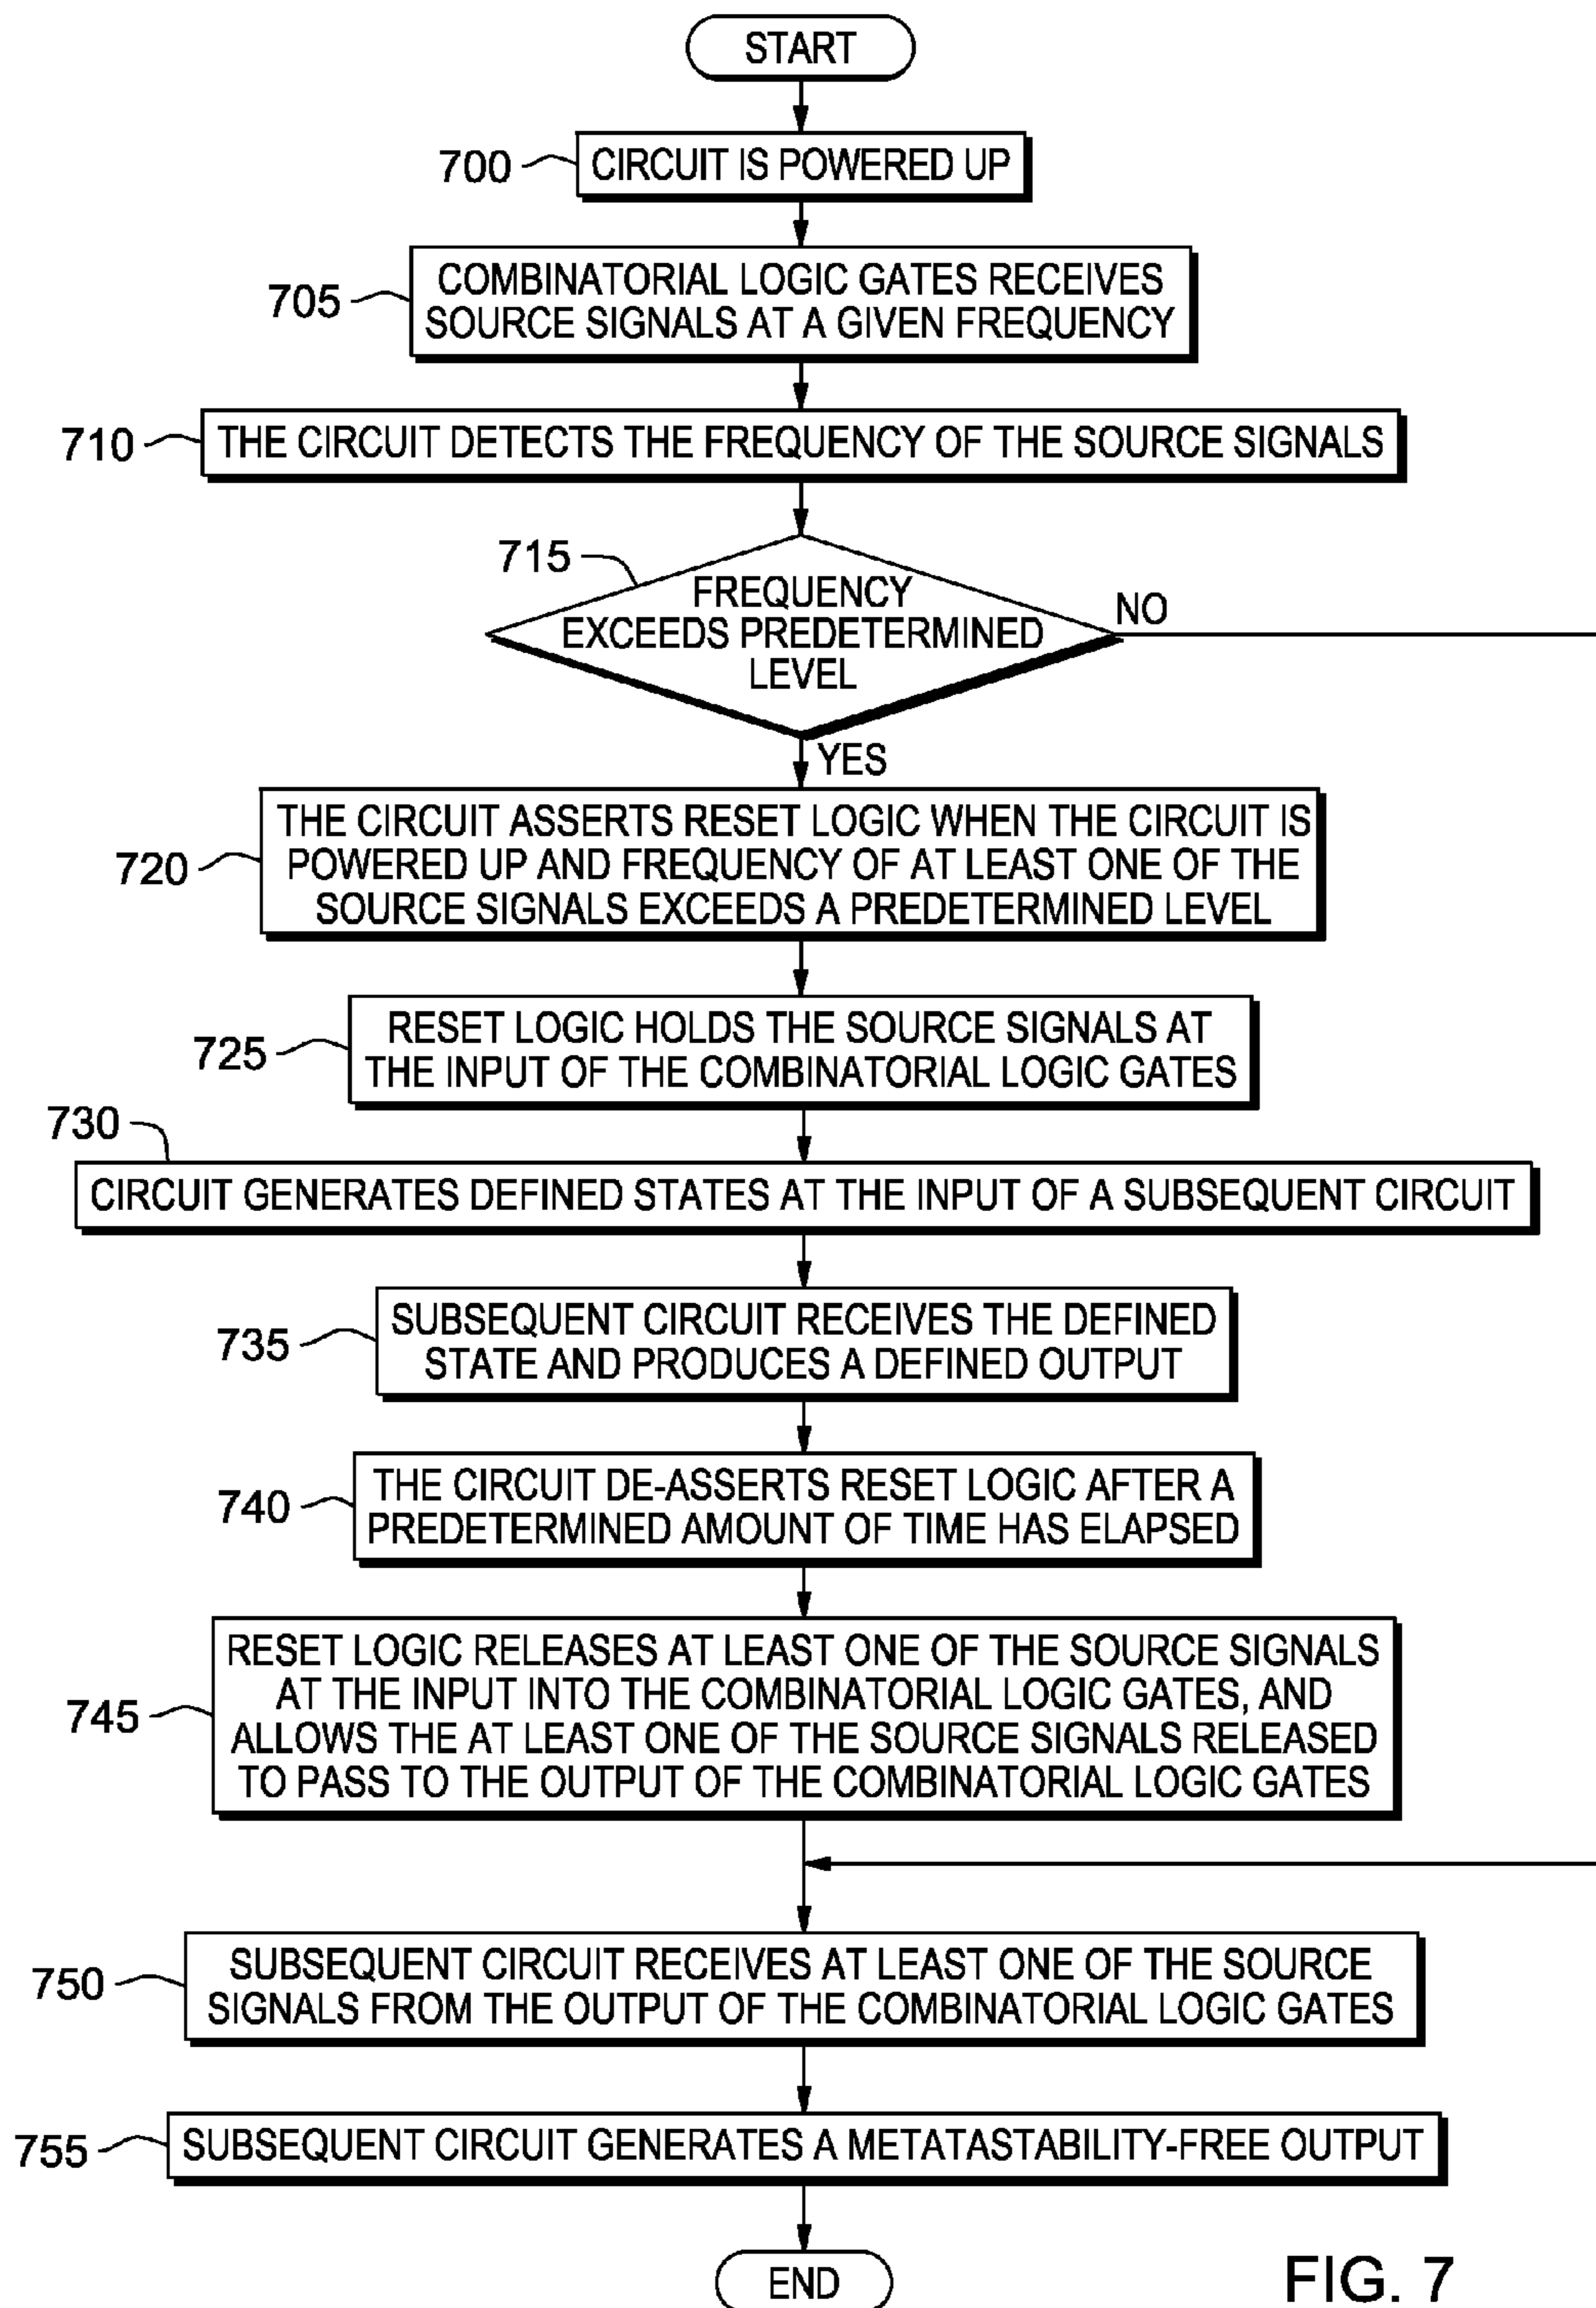 START
700
CIRCUIT IS POWERED UP
705
COMBINATORIAL LOGIC GATES RECEIVES
SOURCE SIGNALS AT A GIVEN FREQUENCY
710
THE CIRCUIT DETECTS THE FREQUENCY OF THE SOURCE SIGNALS
715
FREQUENCY
EXCEEDS PREDETERMINED
LEVEL
NO
YES
720
THE CIRCUIT ASSERTS RESET LOGIC WHEN THE CIRCUIT IS
POWERED UP AND FREQUENCY OF AT LEAST ONE OF THE
SOURCE SIGNALS EXCEEDS A PREDETERMINED LEVEL
725
RESET LOGIC HOLDS THE SOURCE SIGNALS AT
THE INPUT OF THE COMBINATORIAL LOGIC GATES
730
CIRCUIT GENERATES DEFINED STATES AT THE INPUT OF A SUBSEQUENT CIRCUIT
735
SUBSEQUENT CIRCUIT RECEIVES THE DEFINED
STATE AND PRODUCES A DEFINED OUTPUT
740
THE CIRCUIT DE-ASSERTS RESET LOGIC AFTER A
PREDETERMINED AMOUNT OF TIME HAS ELAPSED
745
RESET LOGIC RELEASES AT LEAST ONE OF THE SOURCE SIGNALS
AT THE INPUT INTO THE COMBINATORIAL LOGIC GATES, AND
ALLOWS THE AT LEAST ONE OF THE SOURCE SIGNALS RELEASED
TO PASS TO THE OUTPUT OF THE COMBINATORIAL LOGIC GATES
750
SUBSEQUENT CIRCUIT RECEIVES AT LEAST ONE OF THE SOURCE
SIGNALS FROM THE OUTPUT OF THE COMBINATORIAL LOGIC GATES
755
SUBSEQUENT CIRCUIT GENERATES A METATASTABILITY-FREE OUTPUT
END
FIG. 7